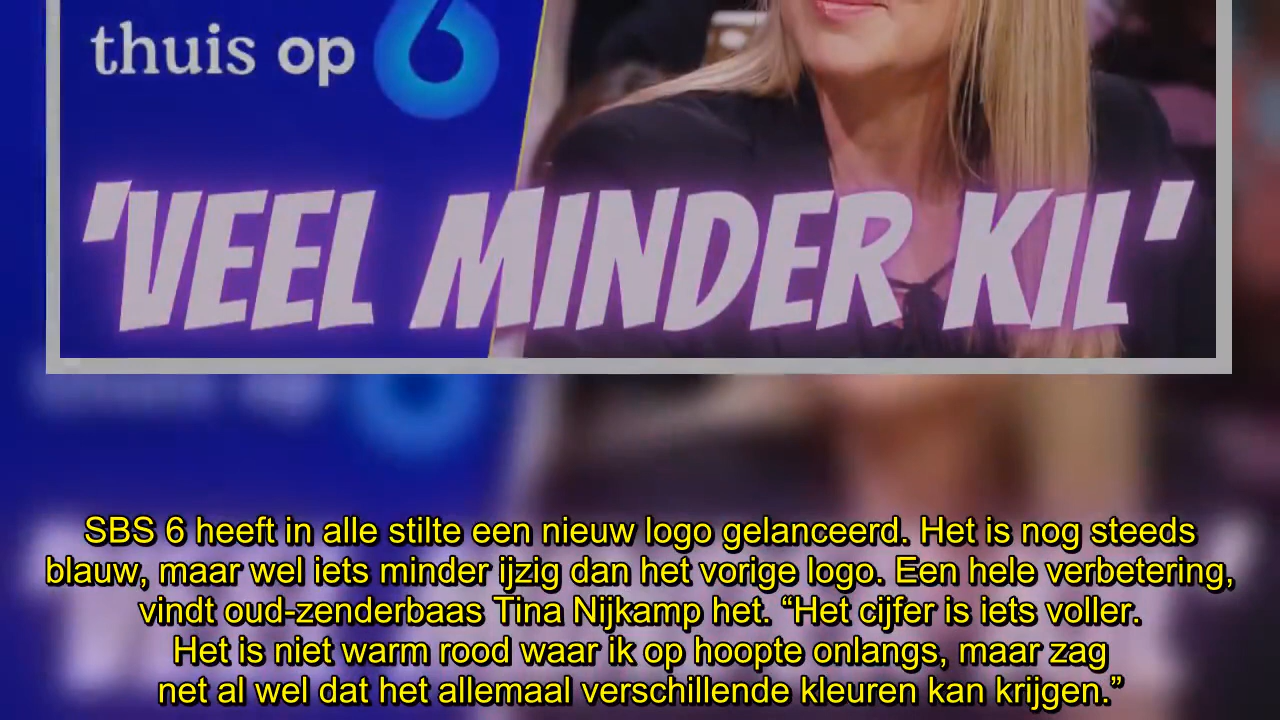 thuis op 6
'VEEL MINDER KIL'
SBS 6 heeft in alle stilte een nieuw logo gelanceerd. Het is nog steeds
blauw, maar wel iets minder ijzig dan het vorige logo. Een hele verbetering,
vindt oud-zenderbaas Tina Nijkamp het. “Het cijfer is iets voller.
Het is niet warm rood waar ik op hoopte onlangs, maar zag
net al wel dat het allemaal verschillende kleuren kan krijgen.”